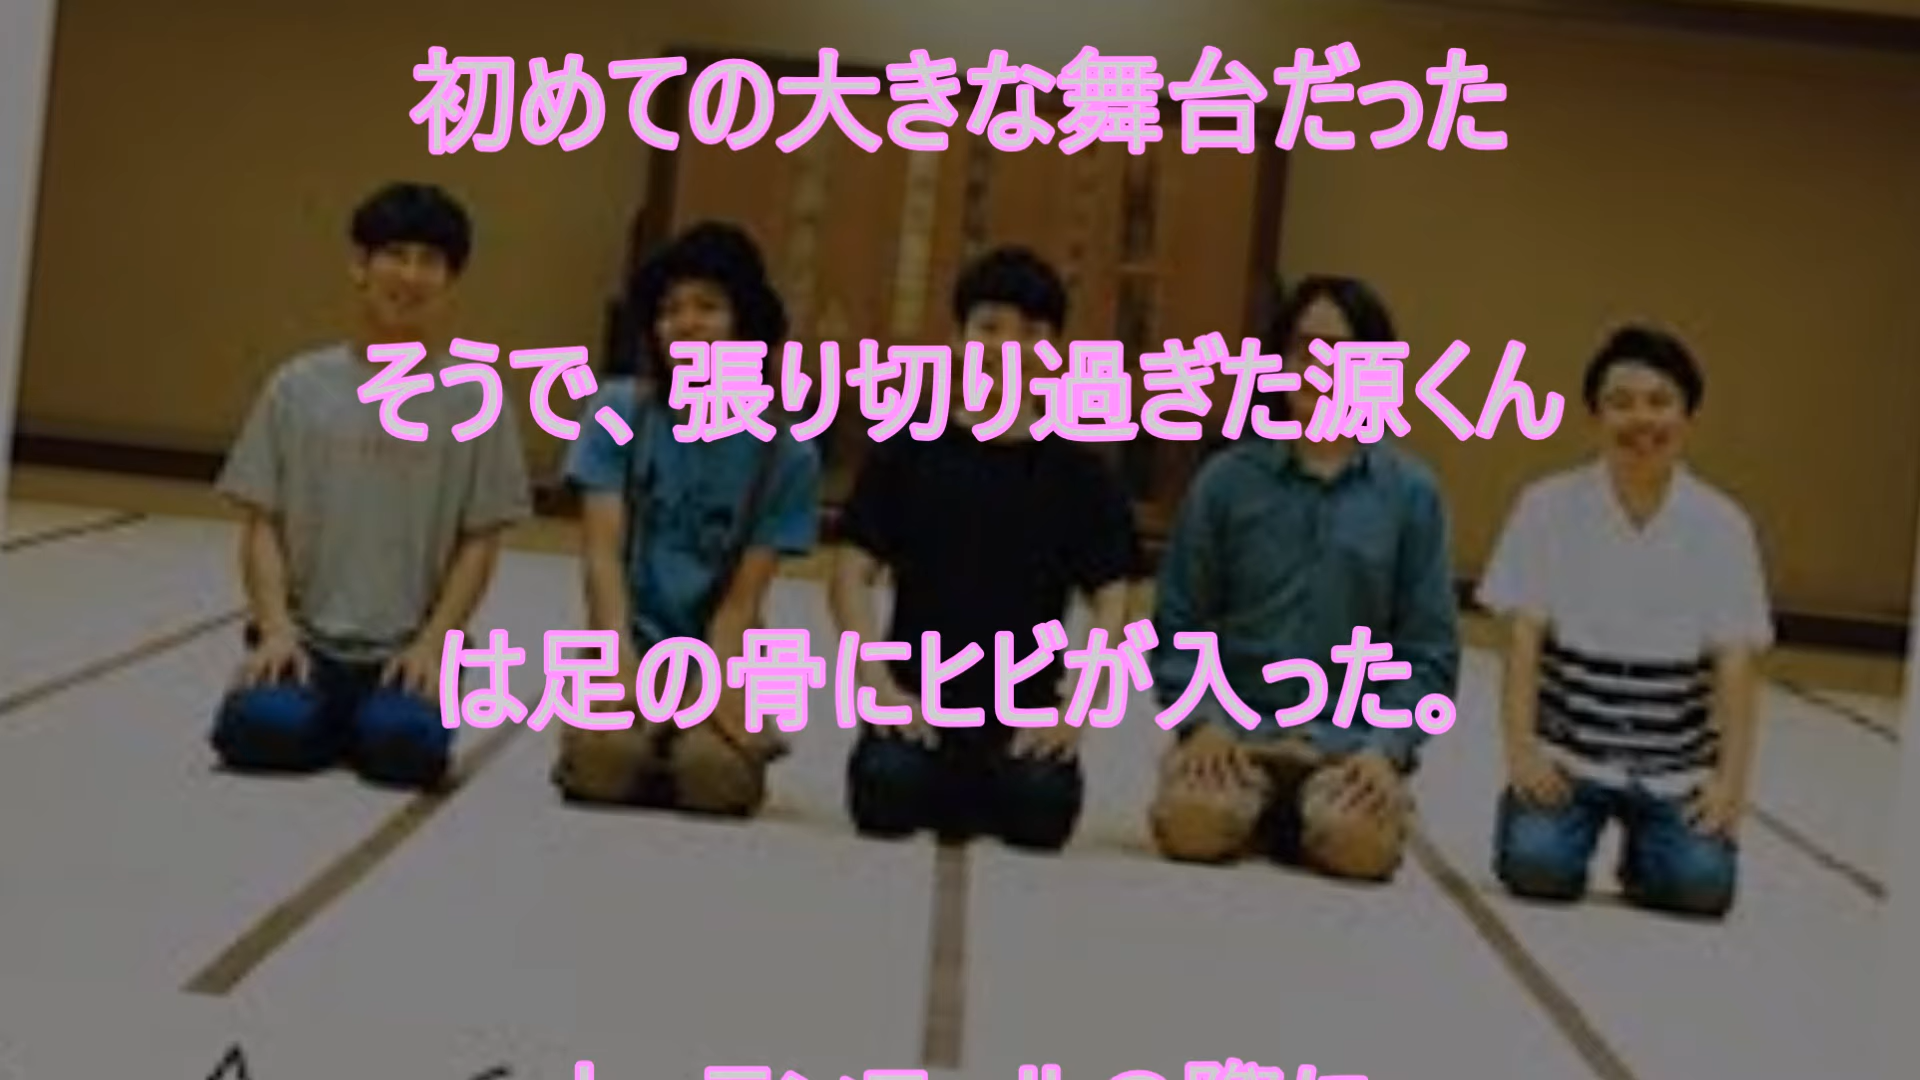 初めての大きな舞台だった
そうで、張り切り過ぎた源くん
は足の骨にヒビが入った。